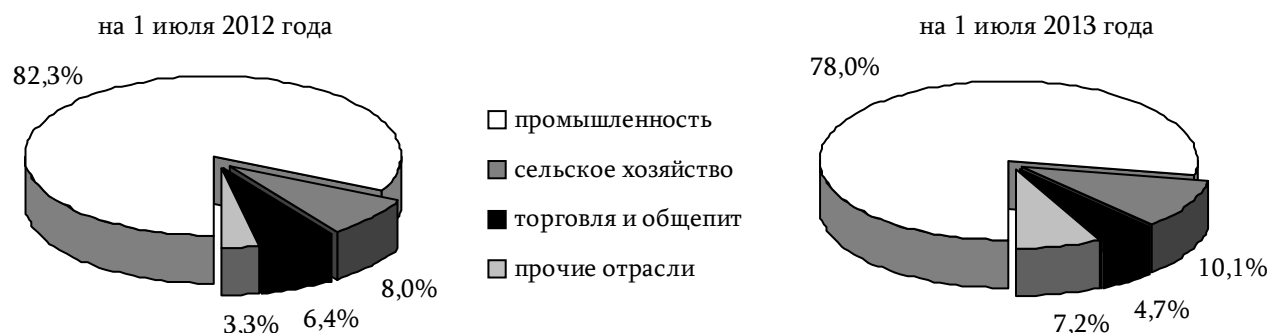 на 1 июля 2012 года
82,3%
3,3%
6,4%
8,0%
промышленность
сельское хозяйство
торговля и общепит
прочие отрасли
на 1 июля 2013 года
78,0%
7,2%
4,7%
10,1%